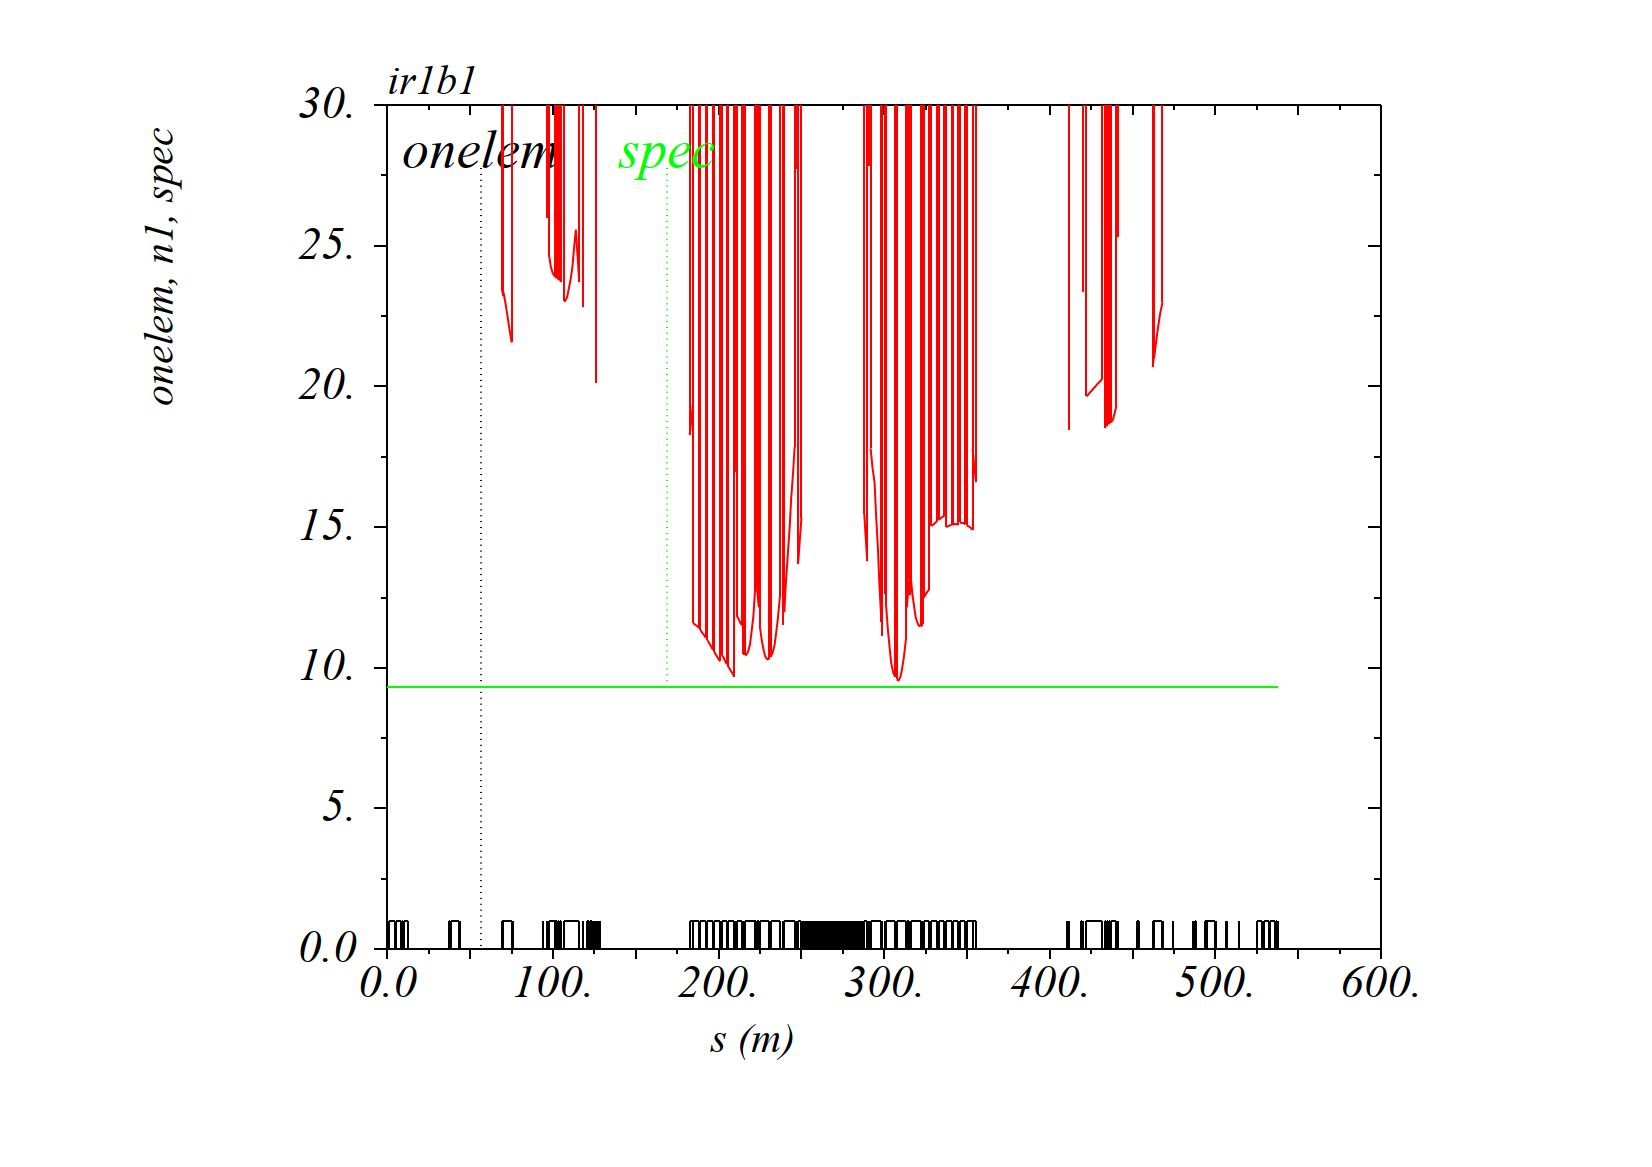 ir1b1
onelem, n1, spec
onelem
spec
30.
25.
20.
15.
10.
5.
0.0
0.0 100. 200. 300. 400. 500. 600.
s (m)